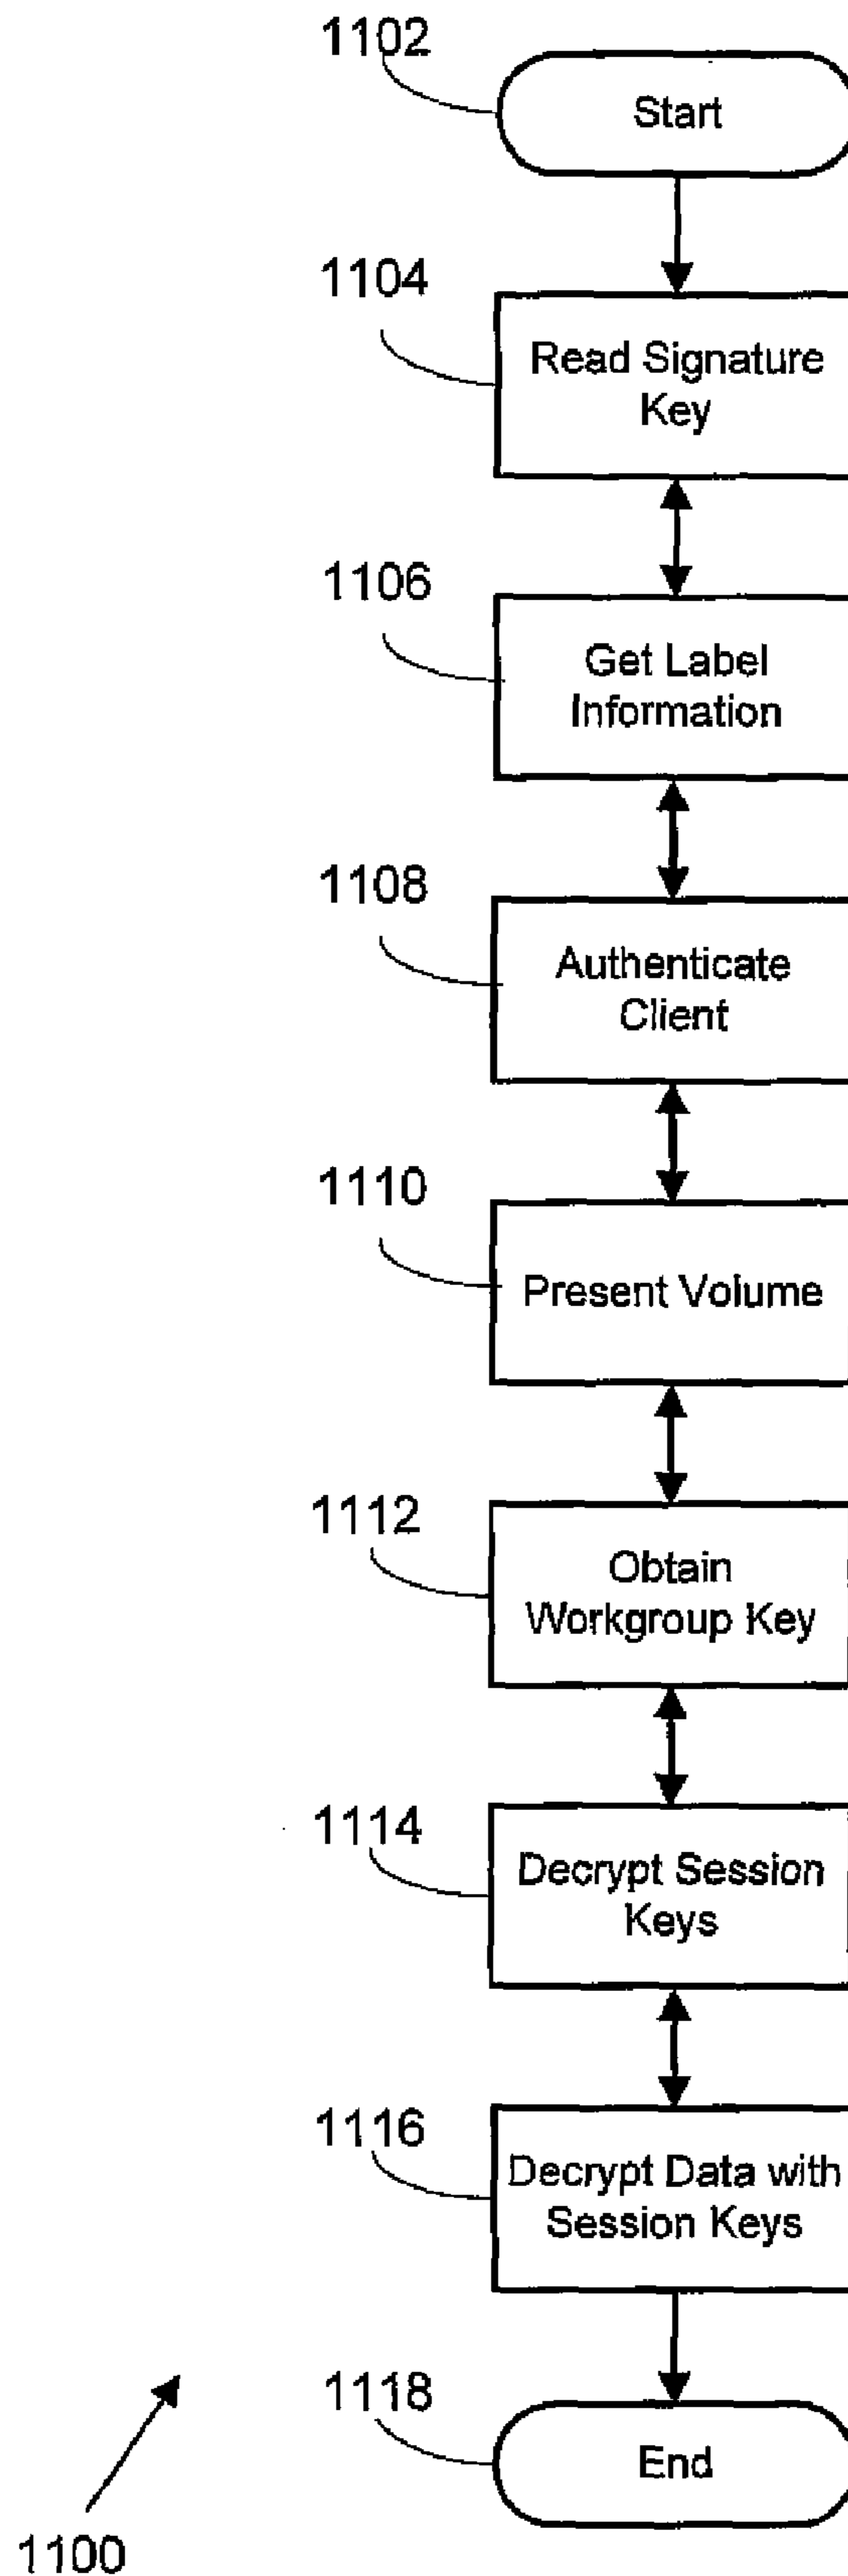 1102
Start
1104
Read Signature
Key
1106
Get Label
Information
1108
Authenticate
Client
1110
Present Volume
1112
Obtain
Workgroup Key
1114
Decrypt Session
Keys
1116
Decrypt Data with
Session Keys
1118
End
1100